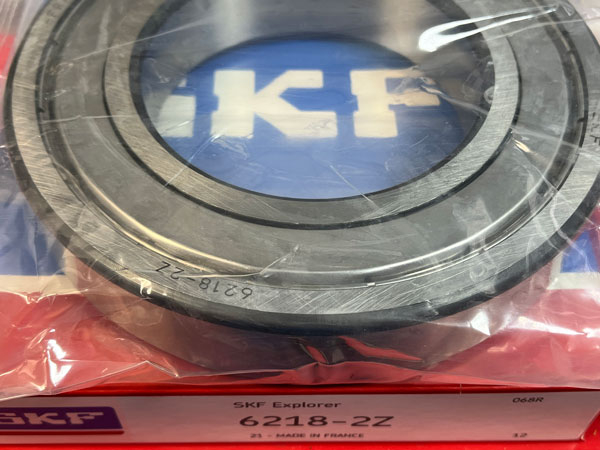 SKF
6218-2Z
SKF
SKF Explorer
068R
6218-2Z
21 - MADE IN FRANCE
12